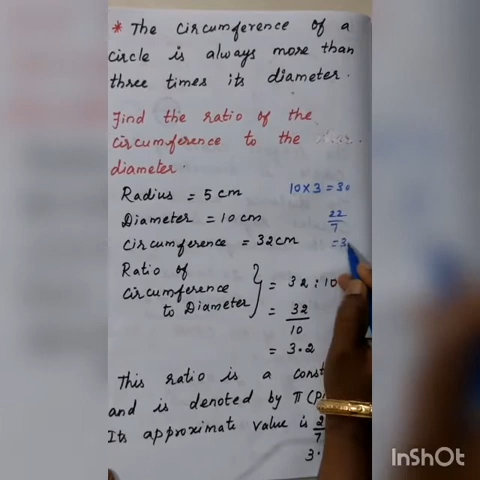 * The circumference of a
circle is always more than
three times its diameter.
Find the ratio of the
circumference to the
diameter.
Radius = 5 cm
10 x 3 = 30
Diameter = 10 cm
22
7
Circumference = 32 cm
= 3
Ratio of
Circumference
to Diameter
= 32 : 10
= 32
10
= 3.2
This ratio is a
and is denoted by π
Its approximate value is
7
3.
InShOt